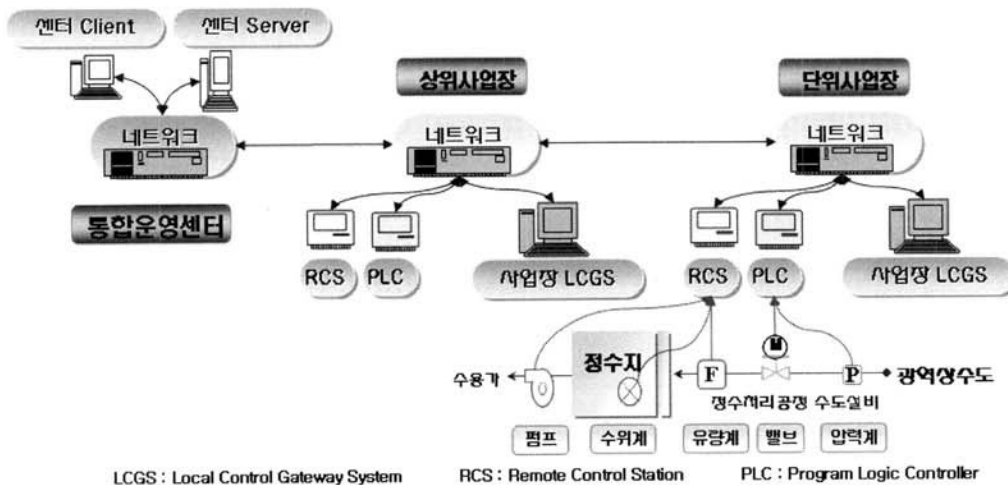 센터 Client
센터 Server
상위사업장
단위사업장
네트워크
네트워크
네트워크
통합운영센터
RCS
PLC
사업장 LCGS
RCS
PLC
사업장 LCGS
정수지
수용가
F
P
광역상수도
정수처리공정
수도설비
펌프
수위계
유량계
밸브
압력계
LCGS : Local Control Gateway System
RCS : Remote Control Station
PLC : Program Logic Controller